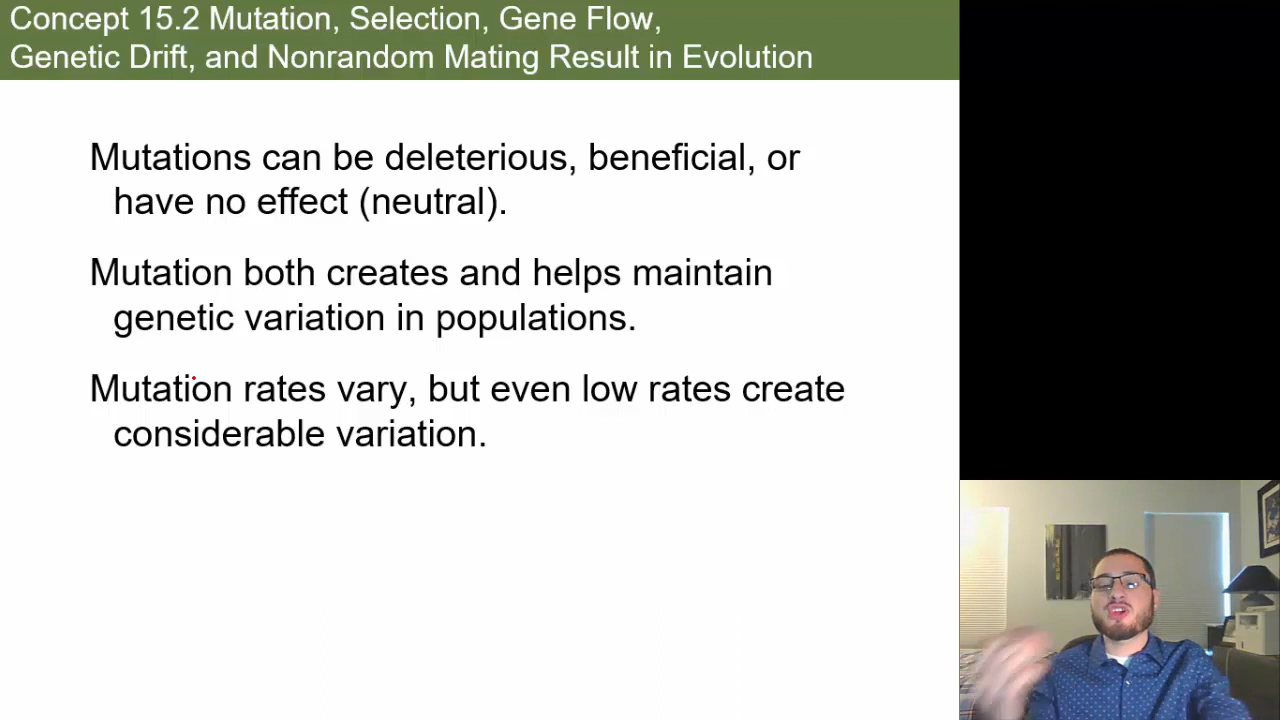 Concept 15.2 Mutation, Selection, Gene Flow,
Genetic Drift, and Nonrandom Mating Result in Evolution
Mutations can be deleterious, beneficial, or
have no effect (neutral).
Mutation both creates and helps maintain
genetic variation in populations.
Mutation rates vary, but even low rates create
considerable variation.